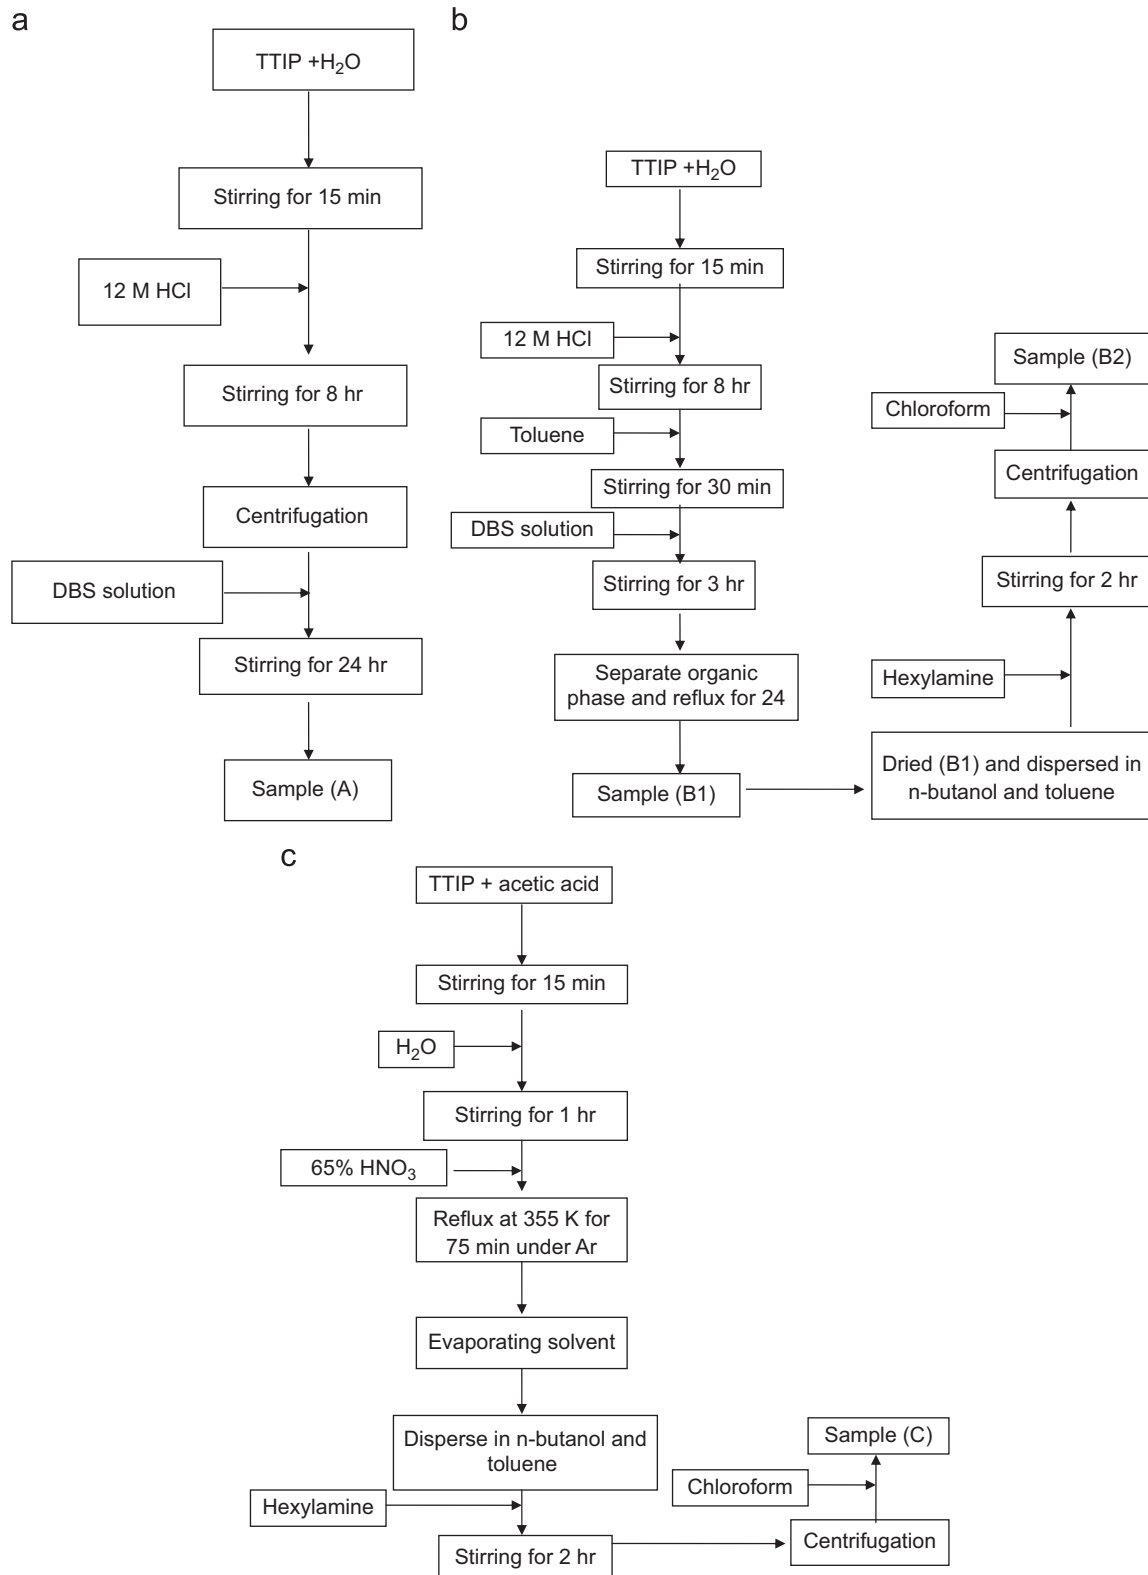 a
TTIP +H₂O
Stirring for 15 min
12 M HCl
Stirring for 8 hr
Centrifugation
DBS solution
Stirring for 24 hr
Sample (A)
b
TTIP +H₂O
Stirring for 15 min
12 M HCl
Stirring for 8 hr
Toluene
Stirring for 30 min
DBS solution
Stirring for 3 hr
Separate organic
phase and reflux for 24
Sample (B1)
Dried (B1) and dispersed in
n-butanol and toluene
Hexylamine
Stirring for 2 hr
Centrifugation
Chloroform
Sample (B2)
c
TTIP + acetic acid
Stirring for 15 min
H₂O
Stirring for 1 hr
65% HNO₃
Reflux at 355 K for
75 min under Ar
Evaporating solvent
Disperse in n-butanol and
toluene
Hexylamine
Stirring for 2 hr
Centrifugation
Chloroform
Sample (C)